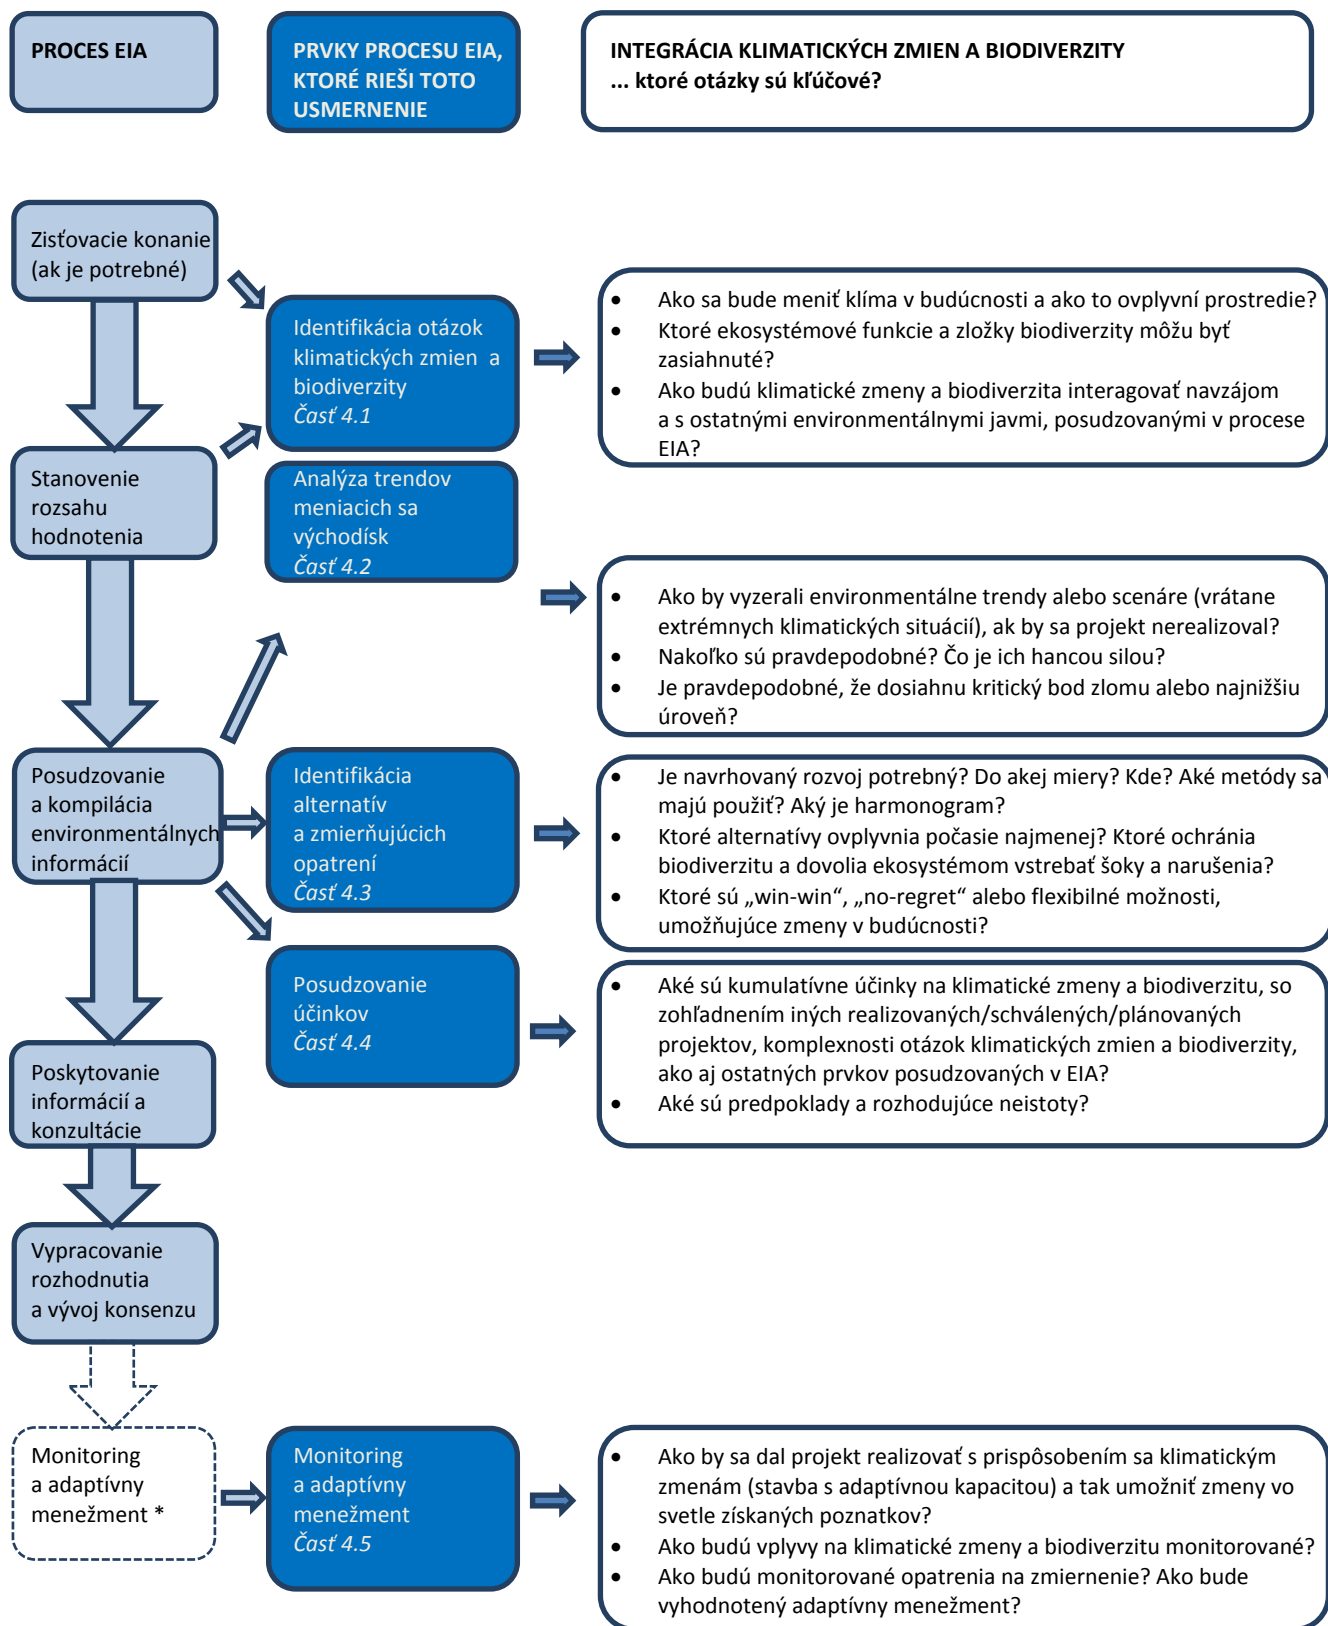 PROCES EIA
PRVKY PROCESU EIA,
KTORÉ RIEŠI TOTO
USMERNENIE
INTEGRÁCIA KLIMATICKÝCH ZMIEN A BIODIVERZITY
... ktoré otázky sú kľúčové?
Zisťovacie konanie
(ak je potrebné)
Identifikácia otázok
klimatických zmien a
biodiverzity
Časť 4.1
• Ako sa bude meniť klíma v budúcnosti a ako to ovplyvní prostredie?
• Ktoré ekosystémové funkcie a zložky biodiverzity môžu byť
zasiahnuté?
• Ako budú klimatické zmeny a biodiverzita interagovať navzájom
a s ostatnými environmentálnymi javmi, posudzovanými v procese
EIA?
Stanovenie
rozsahu
hodnotenia
Analýza trendov
meniacich sa
východísk
Časť 4.2
• Ako by vyzerali environmentálne trendy alebo scenáre (vrátane
extrémnych klimatických situácií), ak by sa projekt nerealizoval?
• Nakoľko sú pravdepodobné? Čo je ich hancou silou?
• Je pravdepodobné, že dosiahnu kritický bod zlomu alebo najnižšiu
úroveň?
Posudzovanie
a kompilácia
environmentálnych
informácií
Identifikácia
alternatív
a zmierňujúcich
opatrení
Časť 4.3
• Je navrhovaný rozvoj potrebný? Do akej miery? Kde? Aké metódy sa
majú použiť? Aký je harmonogram?
• Ktoré alternatívy ovplyvnia počasie najmenej? Ktoré ochránia
biodiverzitu a dovolia ekosystémom vstrebať šoky a narušenia?
• Ktoré sú „win-win“, „no-regret“ alebo flexibilné možnosti,
umožňujúce zmeny v budúcnosti?
Posudzovanie
účinkov
Časť 4.4
• Aké sú kumulatívne účinky na klimatické zmeny a biodiverzitu, so
zohľadnením iných realizovaných/schválených/plánovaných
projektov, komplexnosti otázok klimatických zmien a biodiverzity,
ako aj ostatných prvkov posudzovaných v EIA?
• Aké sú predpoklady a rozhodujúce neistoty?
Poskytovanie
informácií a
konzultácie
Vypracovanie
rozhodnutia
a vývoj konsenzu
Monitoring
a adaptívny
menežment *
Monitoring
a adaptívny
menežment
Časť 4.5
• Ako by sa dal projekt realizovať s prispôsobením sa klimatickým
zmenám (stavba s adaptívnou kapacitou) a tak umožniť zmeny vo
svetle získaných poznatkov?
• Ako budú vplyvy na klimatické zmeny a biodiverzitu monitorované?
• Ako budú monitorované opatrenia na zmiernenie? Ako bude
vyhodnotený adaptívny menežment?